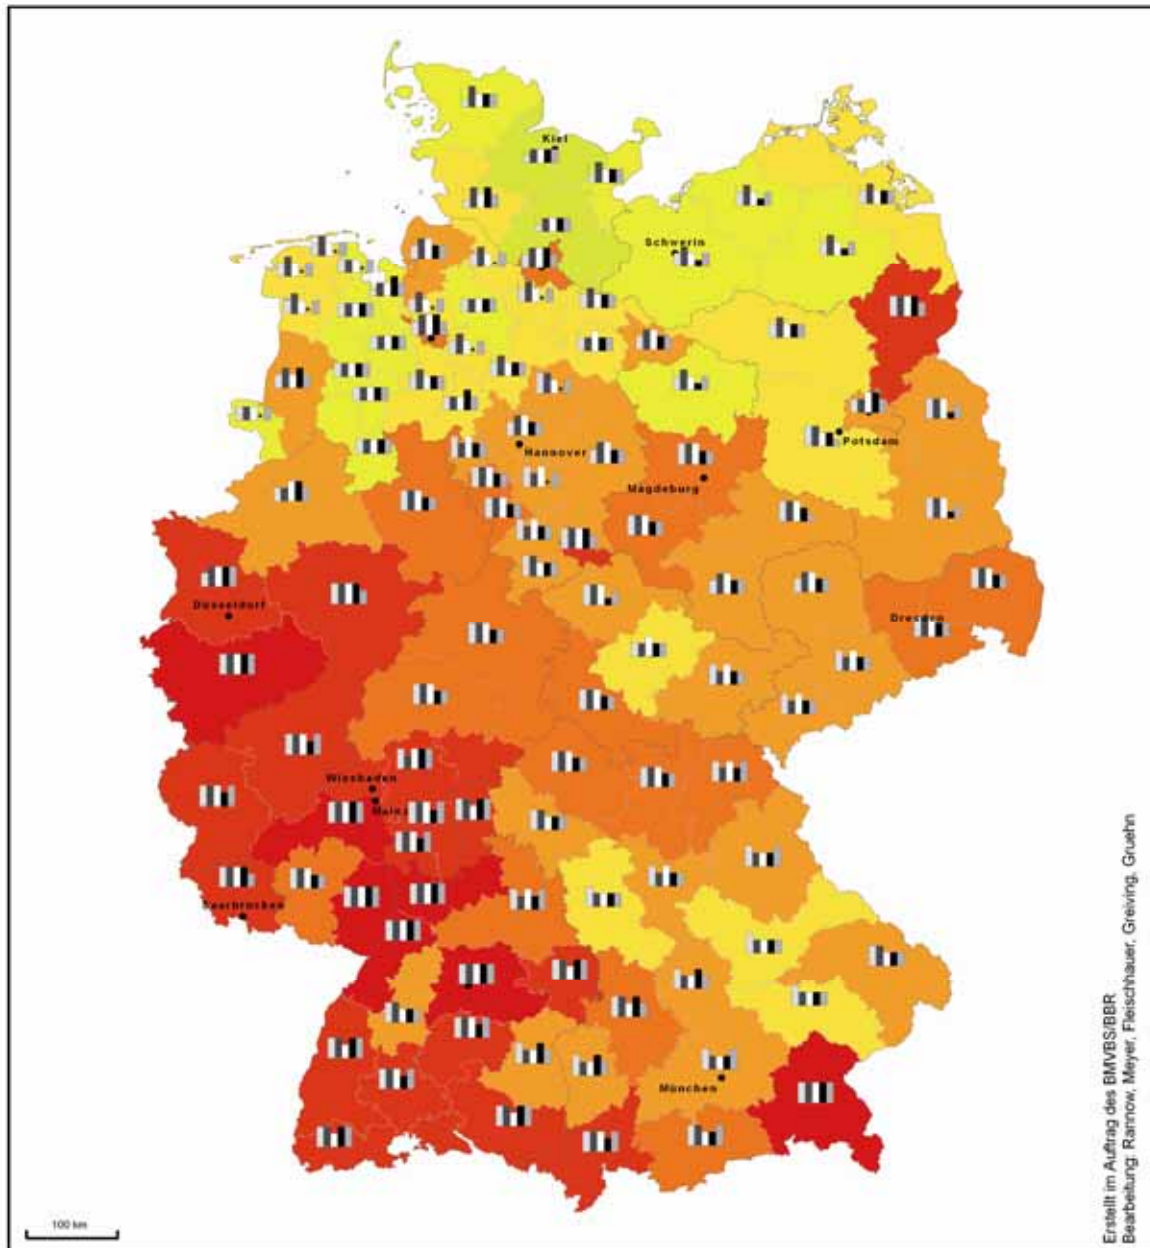 Kiel
Schwerin
Hannover
Potsdam
Magdeburg
Düsseldorf
Dresden
Wiesbaden
Mainz
Saarbrücken
München
100 km
Erstellt im Auftrag des BMVBS/BBR
Bearbeitung: Rannow, Meyer, Fleischhauer, Greiving, Gruehn